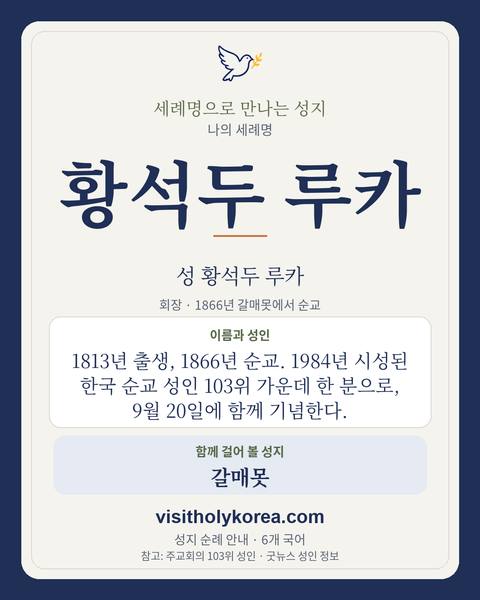 세례명으로 만나는 성지
나의 세례명
황석두 루카
성 황석두 루카
회장 · 1866년 갈매못에서 순교
이름과 성인
1813년 출생, 1866년 순교. 1984년 시성된
한국 순교 성인 103위 가운데 한 분으로,
9월 20일에 함께 기념한다.
함께 걸어 볼 성지
갈매못
visitholykorea.com
성지 순례 안내 · 6개 국어
참고: 주교회의 103위 성인 · 굿뉴스 성인 정보